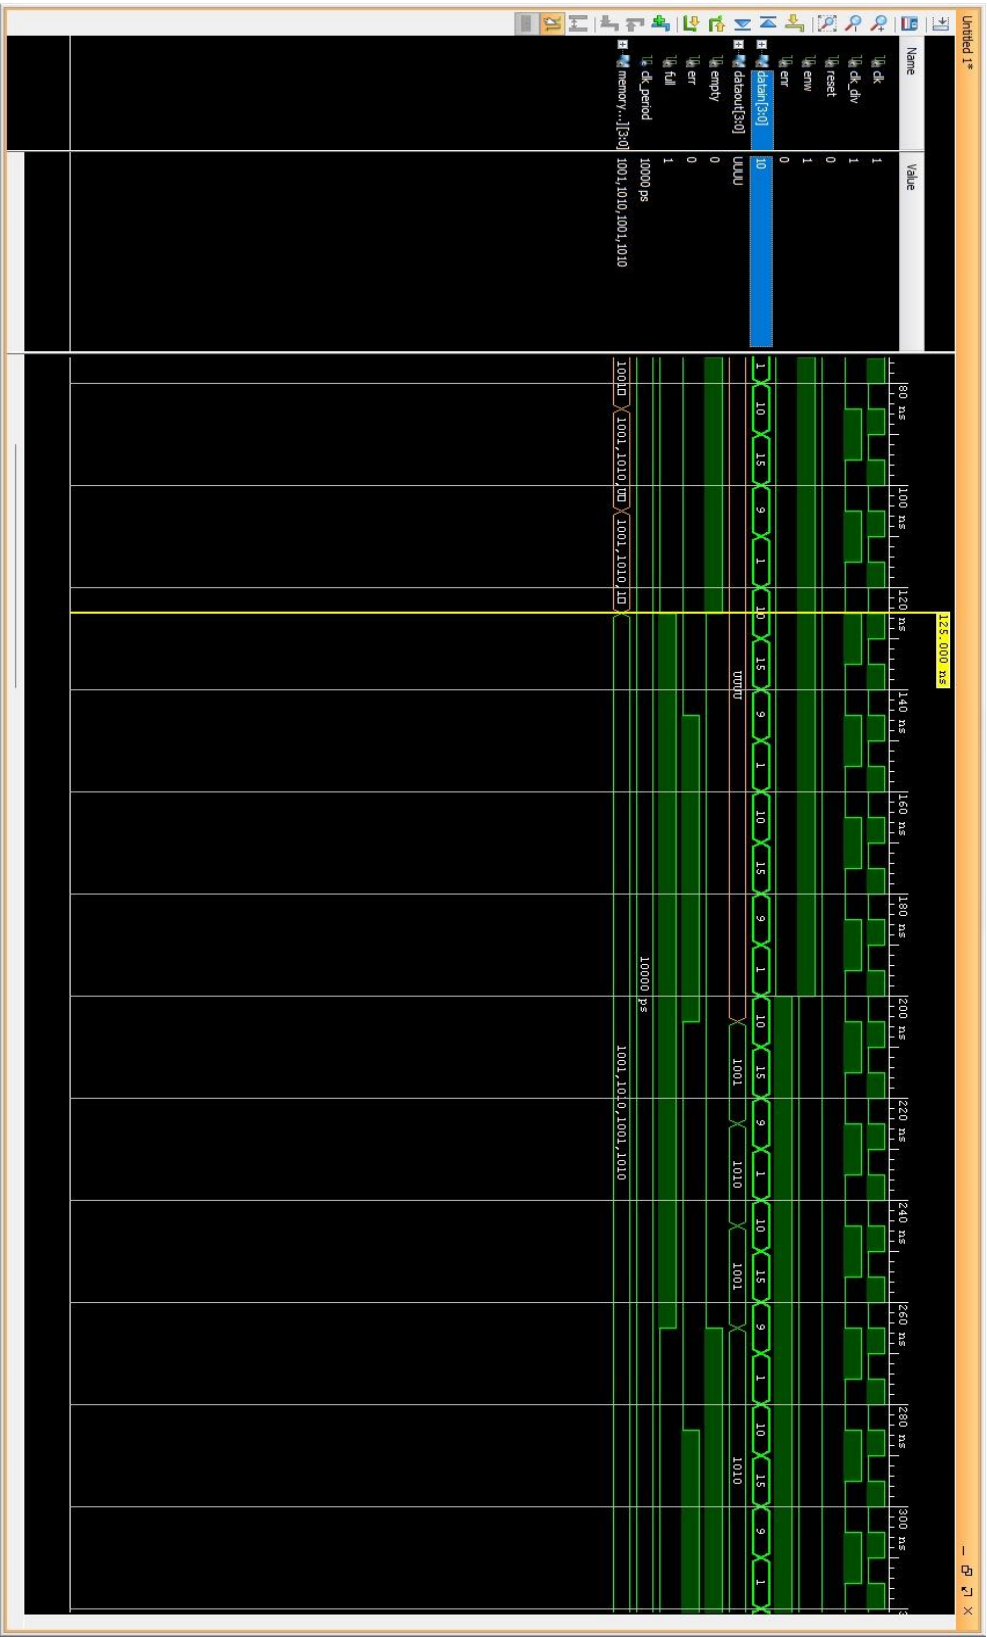 Untitled 1*
Name
Value
clk
1
clk_div
1
reset
0
enw
1
enr
0
datain[3:0]
10
dataout[3:0]
UUUU
empty
0
err
0
full
1
clk_period
10000 ps
memory...][3:0]
1001,1010,1001,1010
125.000 ns
80 ns
100 ns
120 ns
140 ns
160 ns
180 ns
200 ns
220 ns
240 ns
260 ns
280 ns
300 ns
1 10 15 9 1 10 15 9 1 10 15 9 1 10 15 9 1 10 15 9 1 10 15 9 1
UUUU 1001 1010 1001 1010
10000 ps
1001 1001,1010,U 1001,1010,1 1001,1010,1001,1010